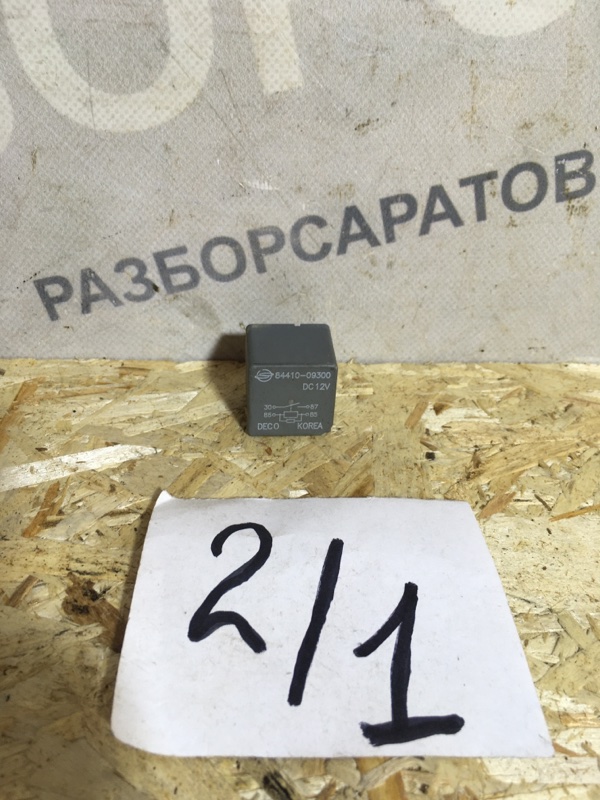 РАЗБОРСАРАТОВ
84410-09300
DC 12V
30 87
86 85
DECO KOREA
2/1